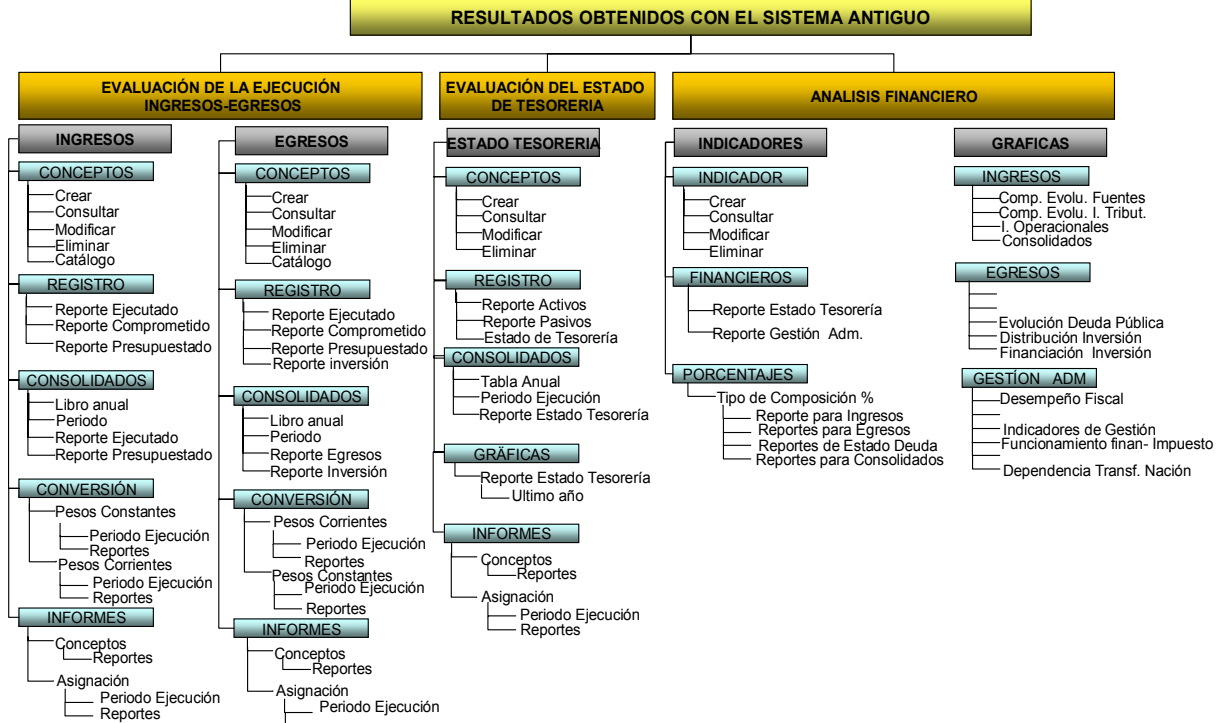 RESULTADOS OBTENIDOS CON EL SISTEMA ANTIGUO
EVALUACIÓN DE LA EJECUCIÓN
INGRESOS-EGRESOS
INGRESOS
CONCEPTOS
Crear
Consultar
Modificar
Eliminar
Catálogo
REGISTRO
Reporte Ejecutado
Reporte Comprometido
Reporte Presupuestado
CONSOLIDADOS
Libro anual
Periodo
Reporte Ejecutado
Reporte Presupuestado
CONVERSIÓN
Pesos Constantes
Periodo Ejecución
Reportes
Pesos Corrientes
Periodo Ejecución
Reportes
INFORMES
Conceptos
Reportes
Asignación
Periodo Ejecución
Reportes
EGRESOS
CONCEPTOS
Crear
Consultar
Modificar
Eliminar
Catálogo
REGISTRO
Reporte Ejecutado
Reporte Comprometido
Reporte Presupuestado
Reporte inversión
CONSOLIDADOS
Libro anual
Periodo
Reporte Egresos
Reporte Inversión
CONVERSIÓN
Pesos Corrientes
Periodo Ejecución
Reportes
Pesos Constantes
Periodo Ejecución
Reportes
INFORMES
Conceptos
Reportes
Asignación
Periodo Ejecución
EVALUACIÓN DEL ESTADO
DE TESORERIA
ESTADO TESORERIA
CONCEPTOS
Crear
Consultar
Modificar
Eliminar
REGISTRO
Reporte Activos
Reporte Pasivos
Estado de Tesorería
CONSOLIDADOS
Tabla Anual
Periodo Ejecución
Reporte Estado Tesorería
GRÄFICAS
Reporte Estado Tesorería
Ultimo año
INFORMES
Conceptos
Reportes
Asignación
Periodo Ejecución
Reportes
ANALISIS FINANCIERO
INDICADORES
INDICADOR
Crear
Consultar
Modificar
Eliminar
FINANCIEROS
Reporte Estado Tesorería
Reporte Gestión Adm.
PORCENTAJES
Tipo de Composición %
Reporte para Ingresos
Reportes para Egresos
Reportes de Estado Deuda
Reportes para Consolidados
GRAFICAS
INGRESOS
Comp. Evolu. Fuentes
Comp. Evolu. I. Tribut.
I. Operacionales
Consolidados
EGRESOS
Evolución Deuda Pública
Distribución Inversión
Financiación Inversión
GESTÍON ADM
Desempeño Fiscal
Indicadores de Gestión
Funcionamiento finan- Impuesto
Dependencia Transf. Nación